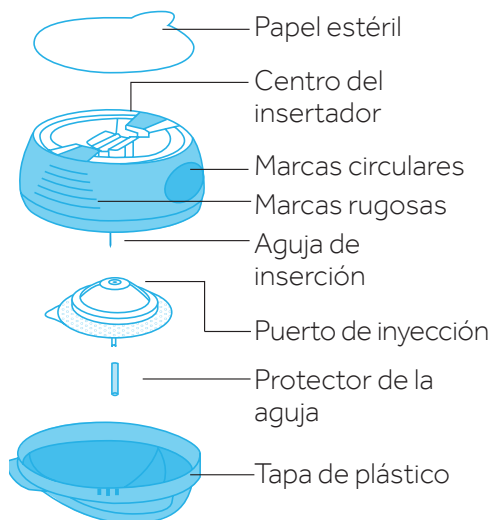 Papel estéril
Centro del
insertador
Marcas circulares
Marcas rugosas
Aguja de
inserción
Puerto de inyección
Protector de la
aguja
Tapa de plástico